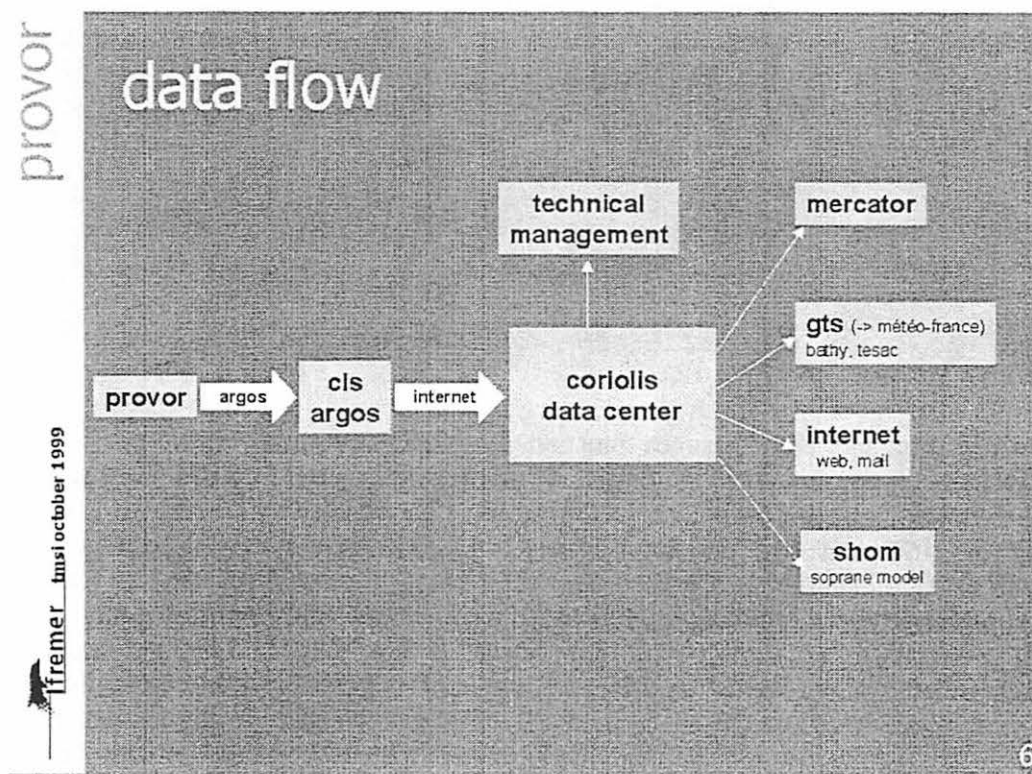 provor
data flow
technical
management
mercator
gts (-> météo-france)
bathy, tesac
provor
argos
cls
argos
internet
coriolis
data center
internet
web, mail
shom
soprane model
Ifremer tmsi october 1999
6